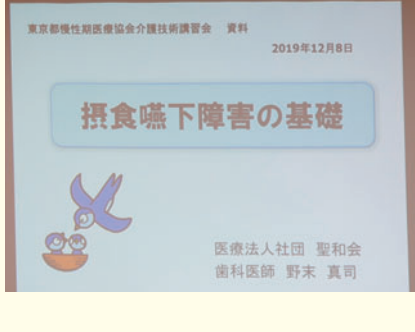 東京都慢性期医療協会介護技術講習会　資料
2019年12月8日
摂食嚥下障害の基礎
医療法人社団　聖和会
歯科医師　野末　真司